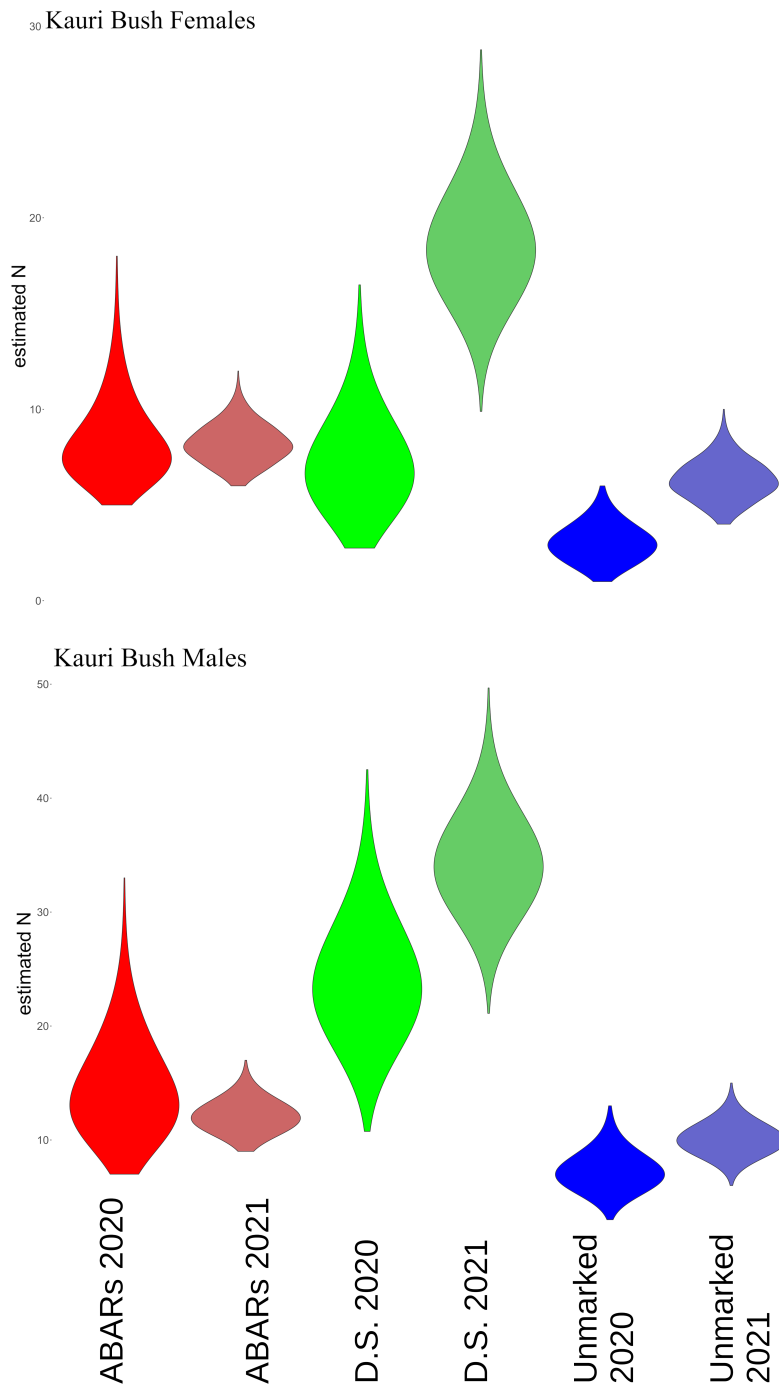 Kauri Bush Females
30
20
10
0
estimated N
Kauri Bush Males
50
40
30
20
10
estimated N
ABARs 2020
ABARs 2021
D.S. 2020
D.S. 2021
Unmarked
2020
Unmarked
2021